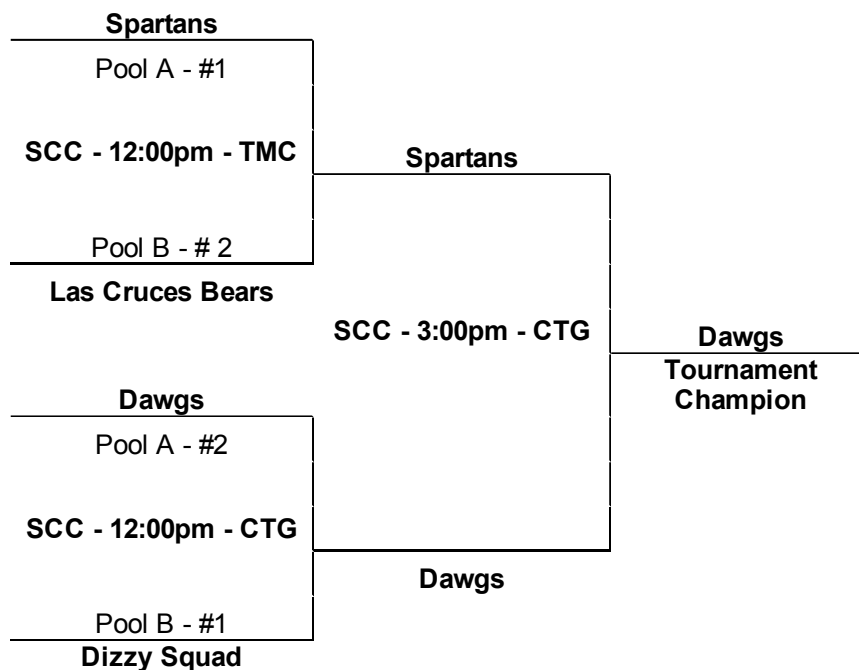 Spartans
Pool A - #1
SCC - 12:00pm - TMC
Spartans
Pool B - # 2
Las Cruces Bears
SCC - 3:00pm - CTG
Dawgs
Tournament
Champion
Dawgs
Pool A - #2
SCC - 12:00pm - CTG
Dawgs
Pool B - #1
Dizzy Squad